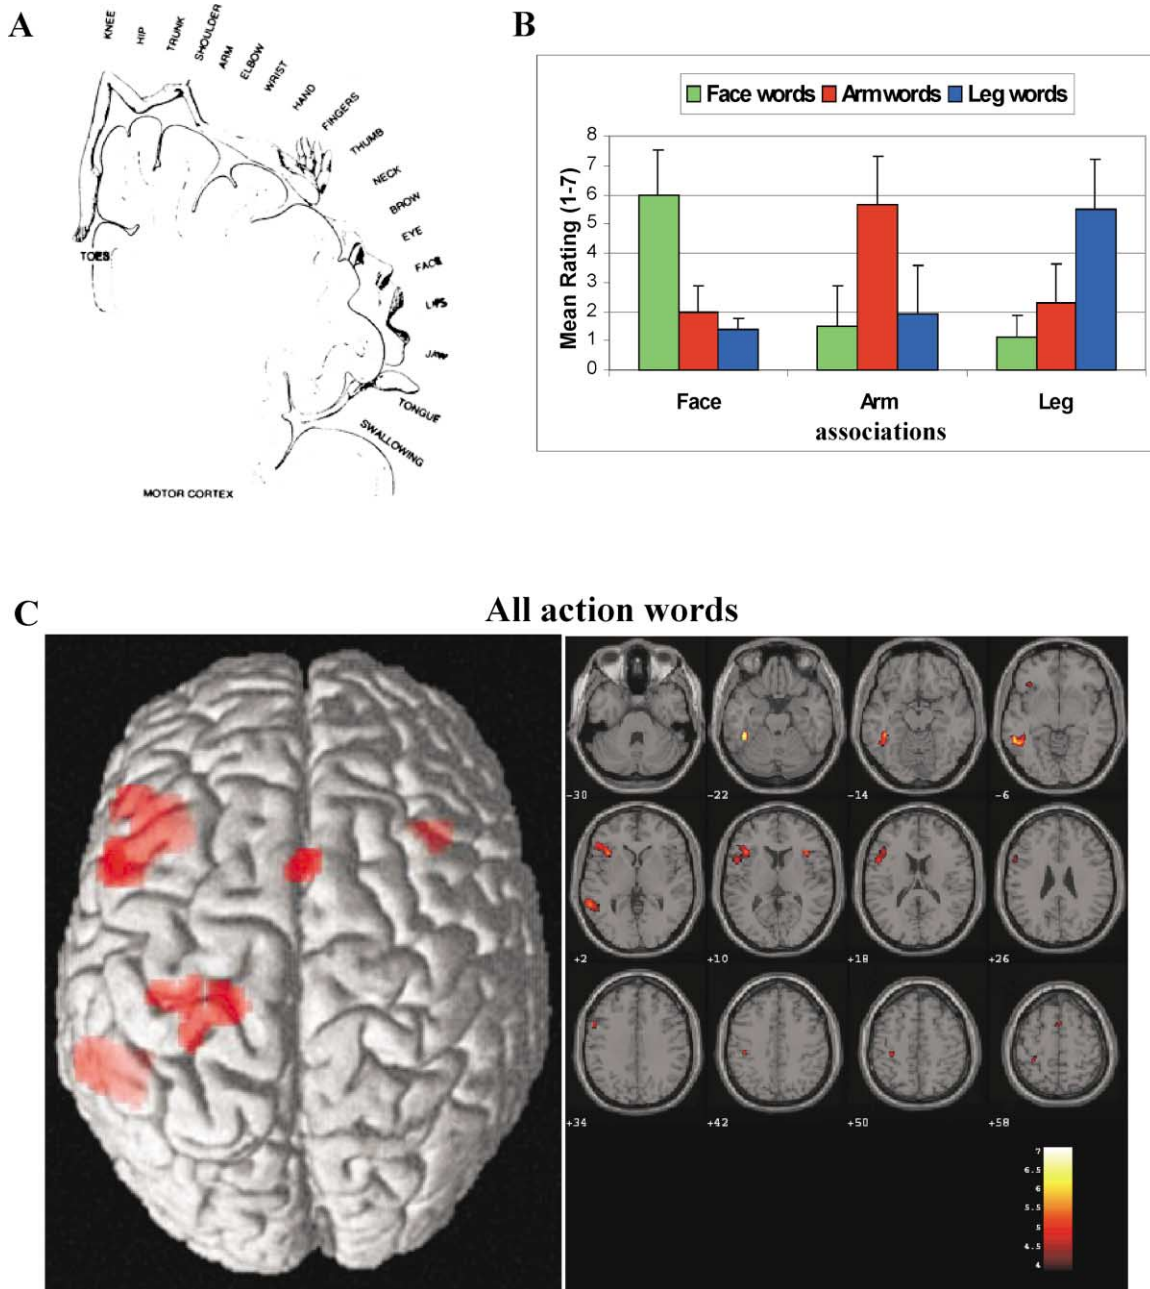 A
KNEE
HIP
TRUNK
SHOULDER
ARM
ELBOW
WRIST
HAND
FINGERS
THUMB
NECK
BROW
EYE
FACE
LIPS
JAW
TONGUE
SWALLOWING
TOES
MOTOR CORTEX
B
Face words Arm words Leg words
Mean Rating (1-7)
8
7
6
5
4
3
2
1
0
Face Arm Leg
associations
C
All action words
-30 -22 -14 -6
+2 +10 +18 +26
+34 +42 +50 +58
7
6.5
6
5.5
5
4.5
4